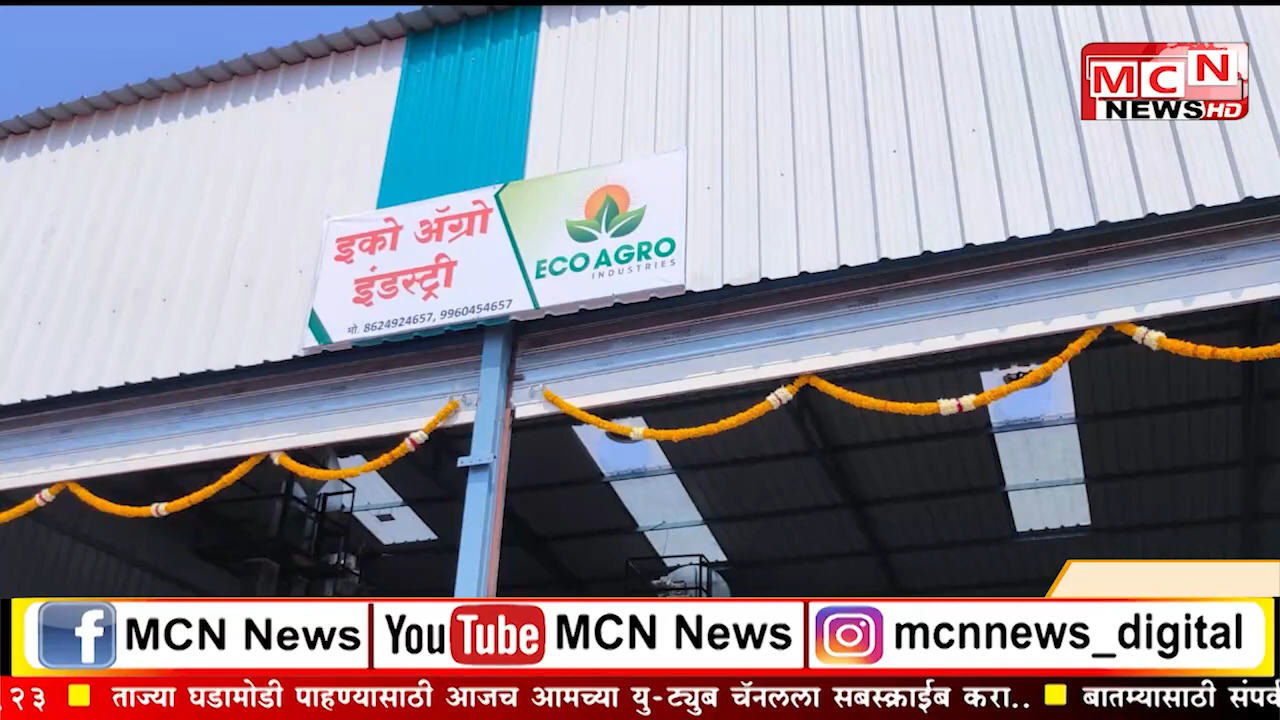 MCN
NEWS HD
इको ॲग्रो
इंडस्ट्री
मो. 8624924657, 9960454657
ECO AGRO
INDUSTRIES
f MCN News
YouTube MCN News
mcnnews_digital
२३ ताज्या घडामोडी पाहण्यासाठी आजच आमच्या यु-ट्युब चॅनलला सबस्क्राईब करा.. बातम्यासाठी